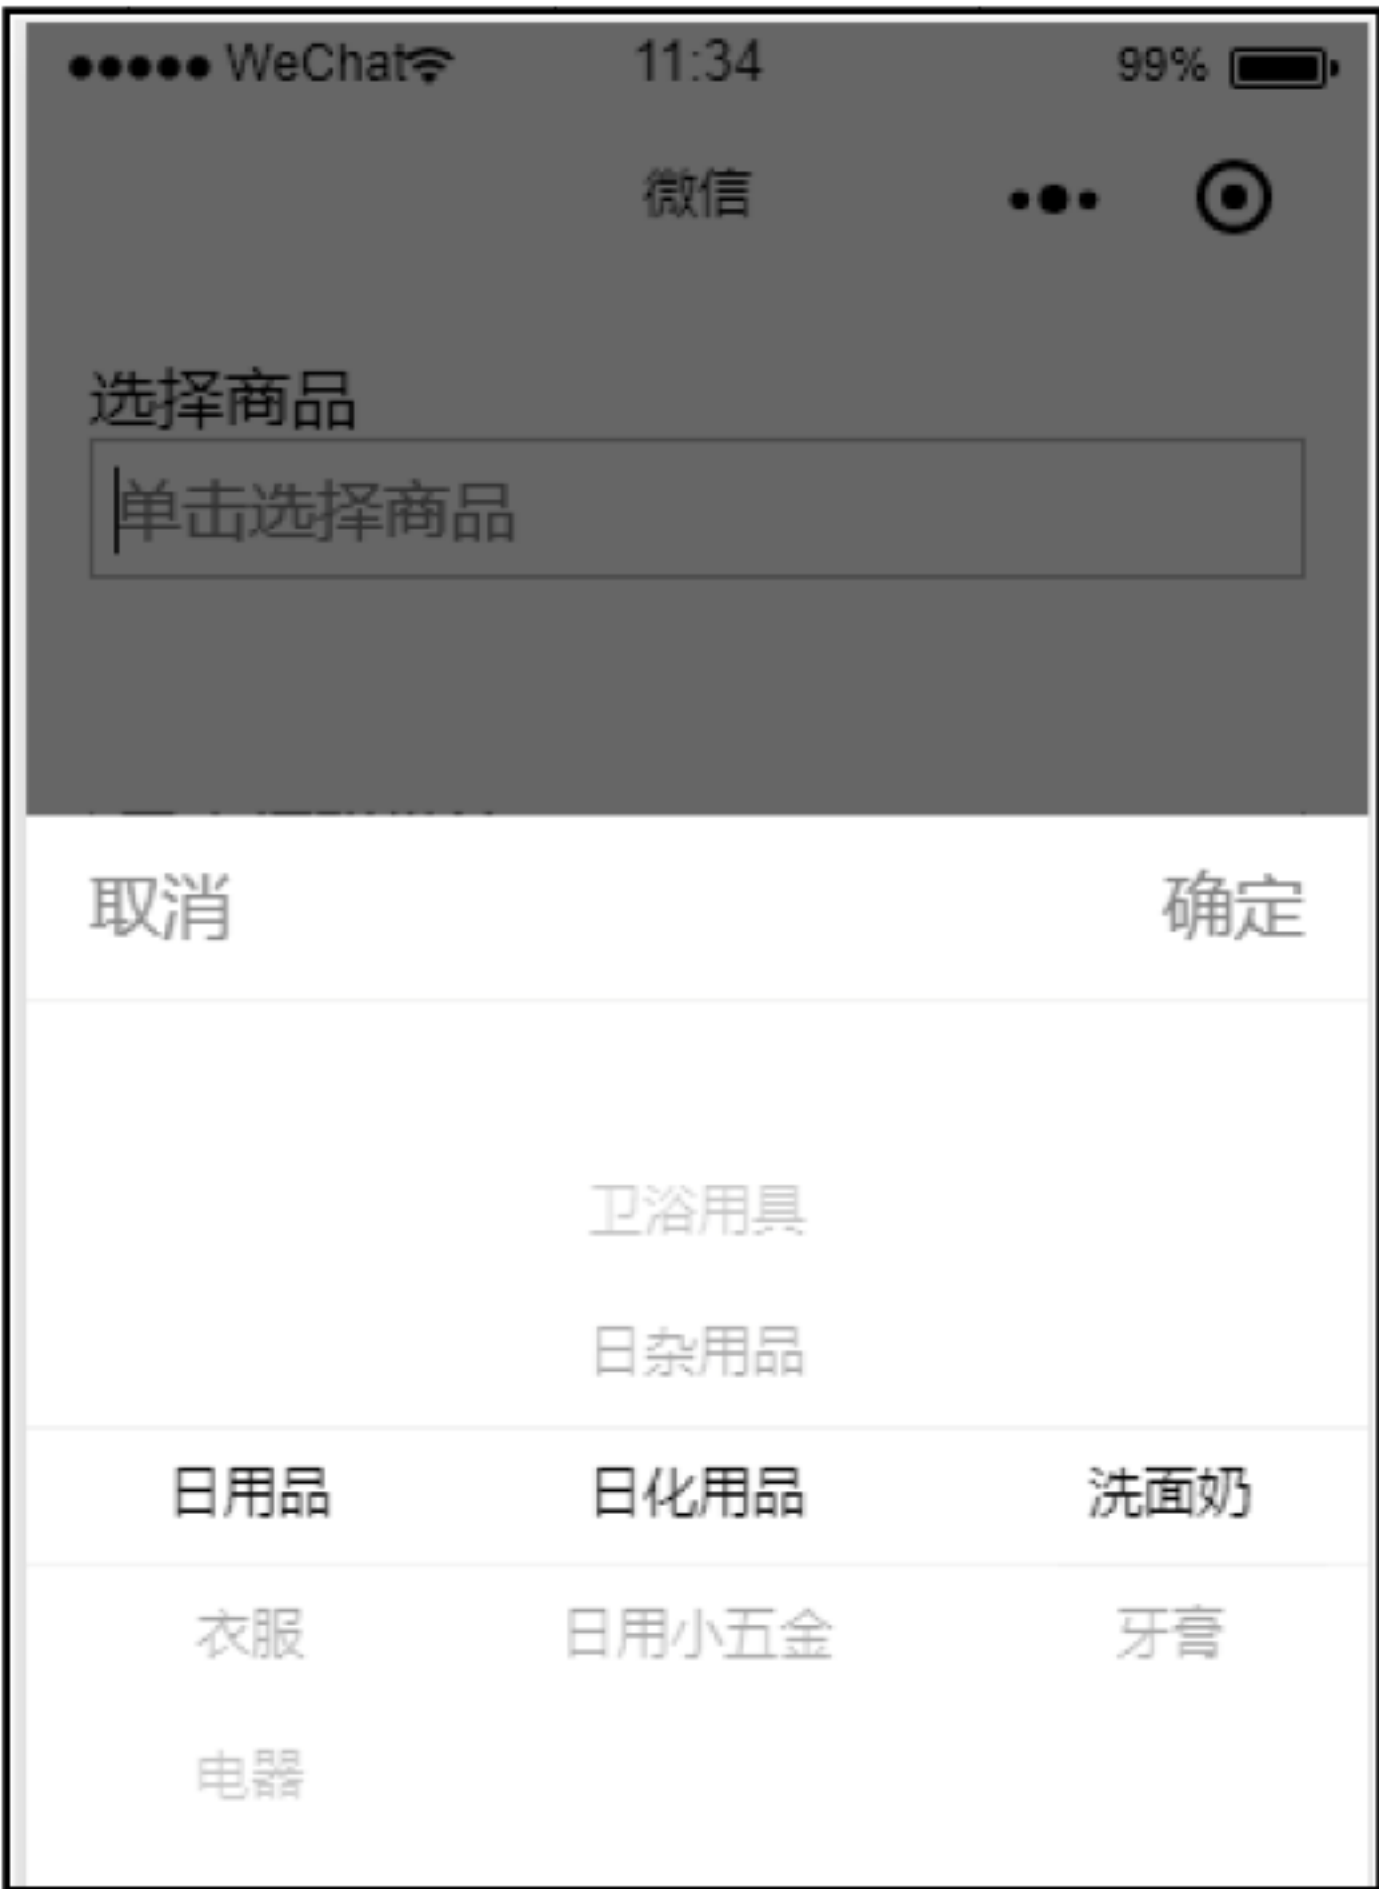 WeChat 11:34 99%
微信
选择商品
单击选择商品
取消 确定
卫浴用具
日杂用品
日用品 日化用品 洗面奶
衣服 日用小五金 牙膏
电器